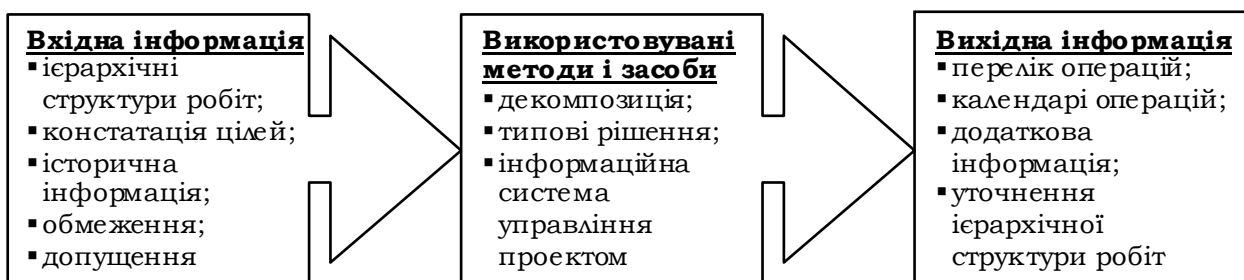 Вхідна інформація
▪ієрархічні
структури робіт;
▪констатація цілей;
▪історична
інформація;
▪обмеження;
▪допущення
Використовувані
методи і засоби
▪декомпозиція;
▪типові рішення;
▪інформаційна
система
управління
проектом
Вихідна інформація
▪перелік операцій;
▪календарі операцій;
▪додаткова
інформація;
▪уточнення
ієрархічної
структури робіт